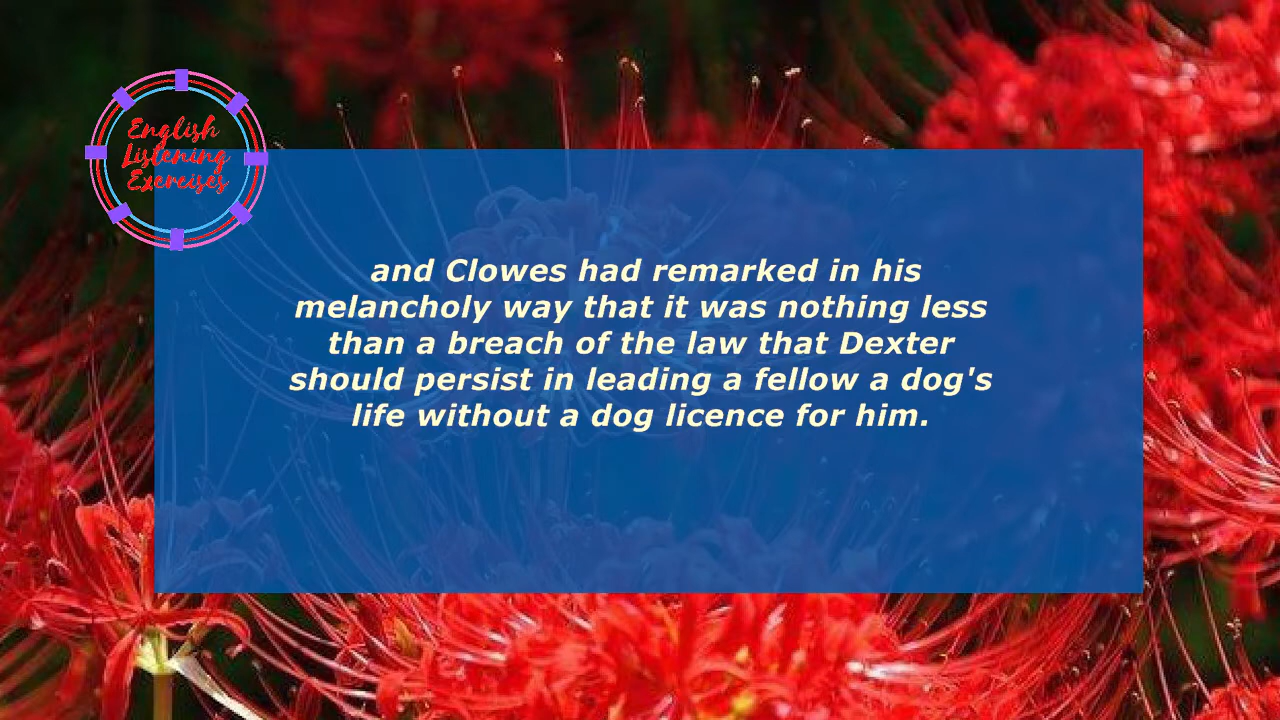 English
Listening
Exercises
and Clowes had remarked in his
melancholy way that it was nothing less
than a breach of the law that Dexter
should persist in leading a fellow a dog's
life without a dog licence for him.